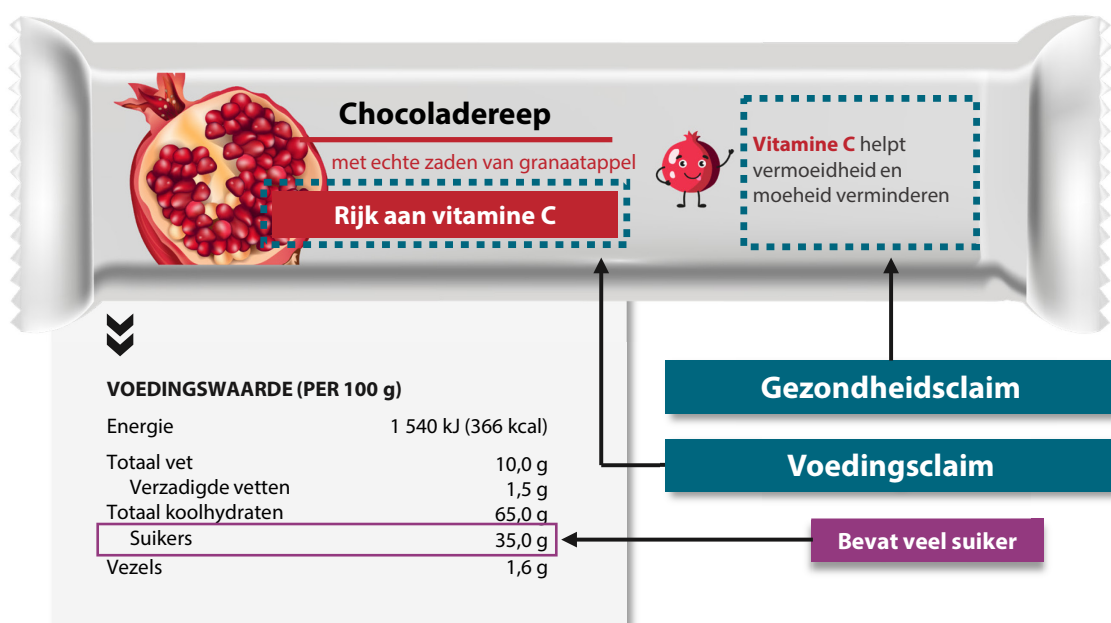 Chocoladereep
met echte zaden van granaatappel
Rijk aan vitamine C
Vitamine C helpt
vermoeidheid en
moeheid verminderen
VOEDINGSWAARDE (PER 100 g)
Energie 1 540 kJ (366 kcal)
Totaal vet 10,0 g
Verzadigde vetten 1,5 g
Totaal koolhydraten 65,0 g
Suikers 35,0 g
Vezels 1,6 g
Gezondheidsclaim
Voedingsclaim
Bevat veel suiker